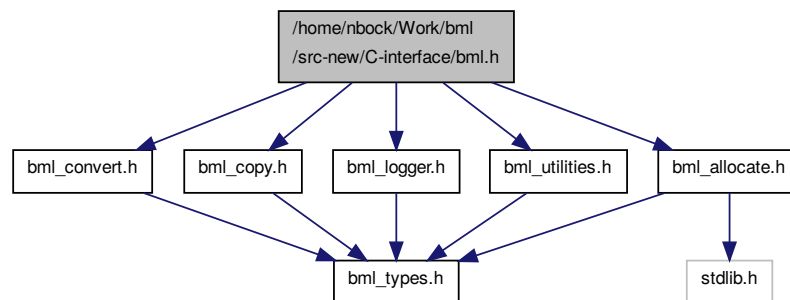 /home/nbock/Work/bml
/src-new/C-interface/bml.h
bml_convert.h
bml_copy.h
bml_logger.h
bml_utilities.h
bml_allocate.h
bml_types.h
stdlib.h